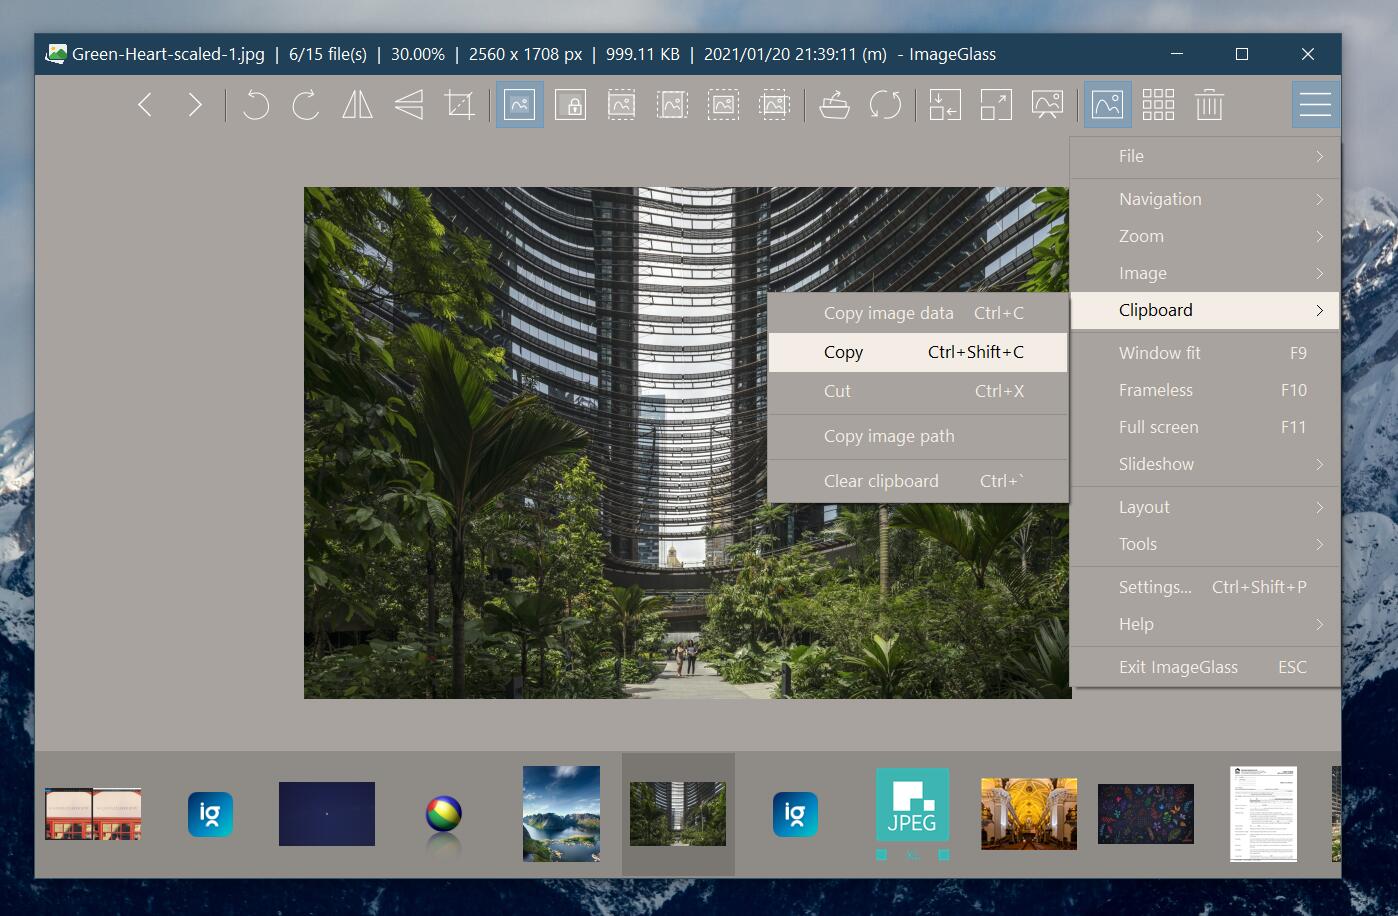 Green-Heart-scaled-1.jpg | 6/15 file(s) | 30.00% | 2560 x 1708 px | 999.11 KB | 2021/01/20 21:39:11 (m) - ImageGlass
File
Navigation
Zoom
Image
Clipboard
Copy image data Ctrl+C
Copy Ctrl+Shift+C
Cut Ctrl+X
Copy image path
Clear clipboard Ctrl+`
Window fit F9
Frameless F10
Full screen F11
Slideshow
Layout
Tools
Settings... Ctrl+Shift+P
Help
Exit ImageGlass ESC
ig
ig
JPEG
XL